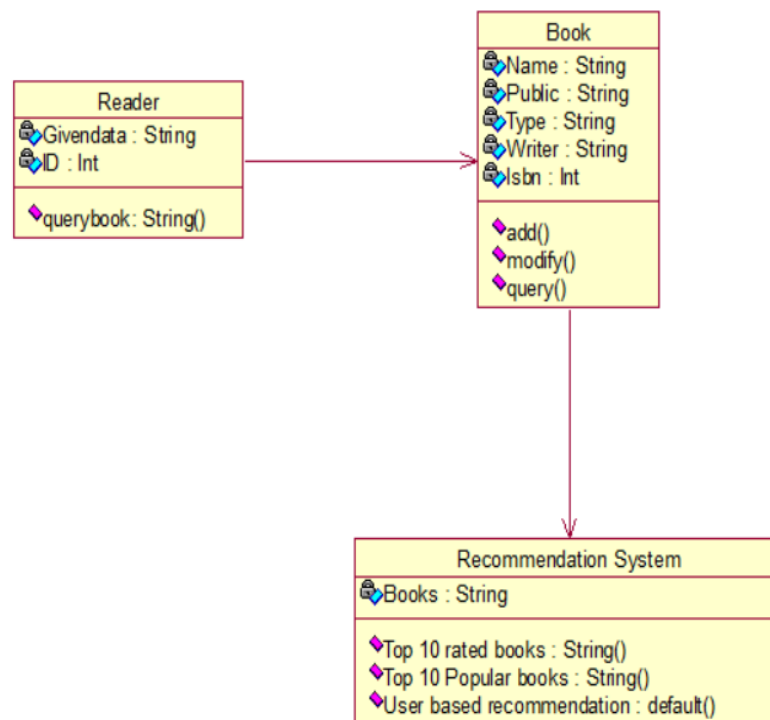 Reader
Givendata : String
ID : Int
querybook: String()
Book
Name : String
Public : String
Type : String
Writer : String
Isbn : Int
add()
modify()
query()
Recommendation System
Books : String
Top 10 rated books : String()
Top 10 Popular books : String()
User based recommendation : default()